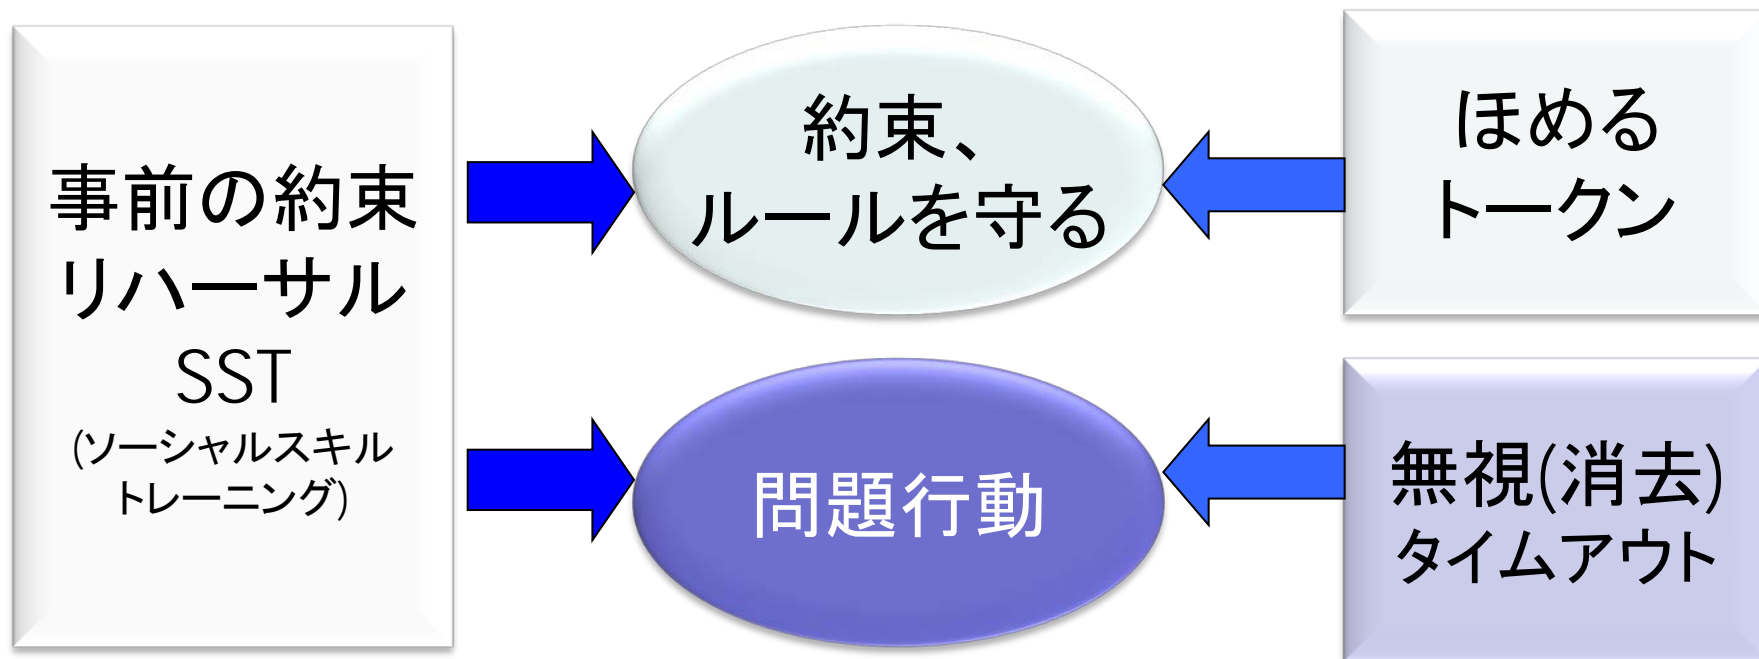 事前の約束
リハーサル
SST
(ソーシャルスキル
トレーニング)
約束、
ルールを守る
ほめる
トークン
問題行動
無視(消去)
タイムアウト